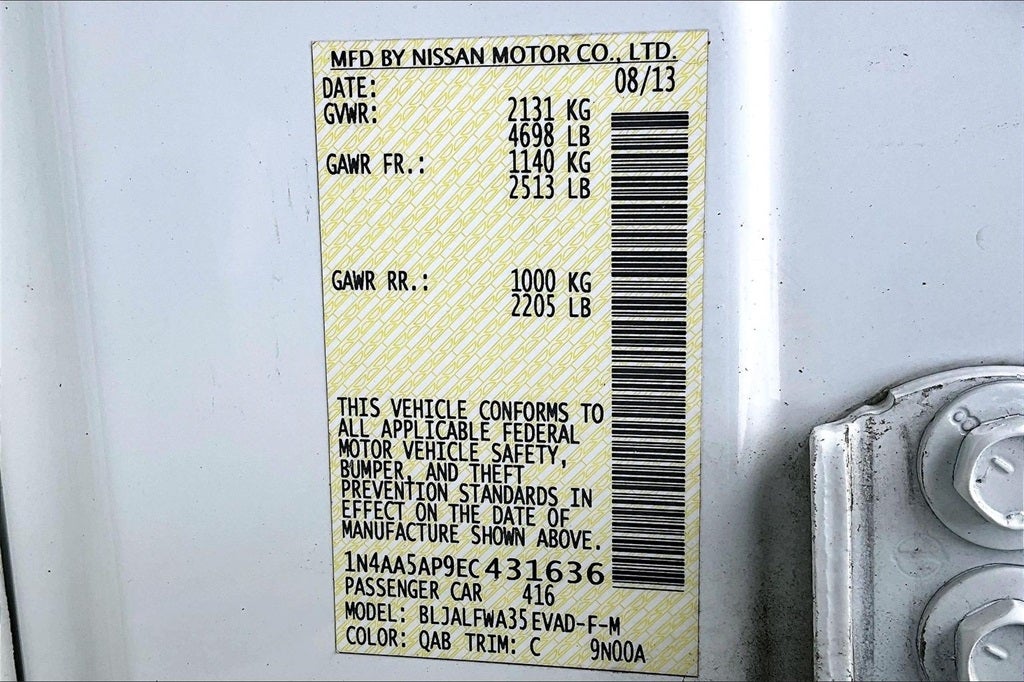 MFD BY NISSAN MOTOR CO., LTD.
DATE: 08/13
GVWR: 2131 KG
4698 LB
GAWR FR.: 1140 KG
2513 LB
GAWR RR.: 1000 KG
2205 LB
THIS VEHICLE CONFORMS TO
ALL APPLICABLE FEDERAL
MOTOR VEHICLE SAFETY,
BUMPER, AND THEFT
PREVENTION STANDARDS IN
EFFECT ON THE DATE OF
MANUFACTURE SHOWN ABOVE.
1N4AA5AP9EC 431636
PASSENGER CAR 416
MODEL: BLJALFWA35EVAD-F-M
COLOR: QAB TRIM: C 9N00A
8